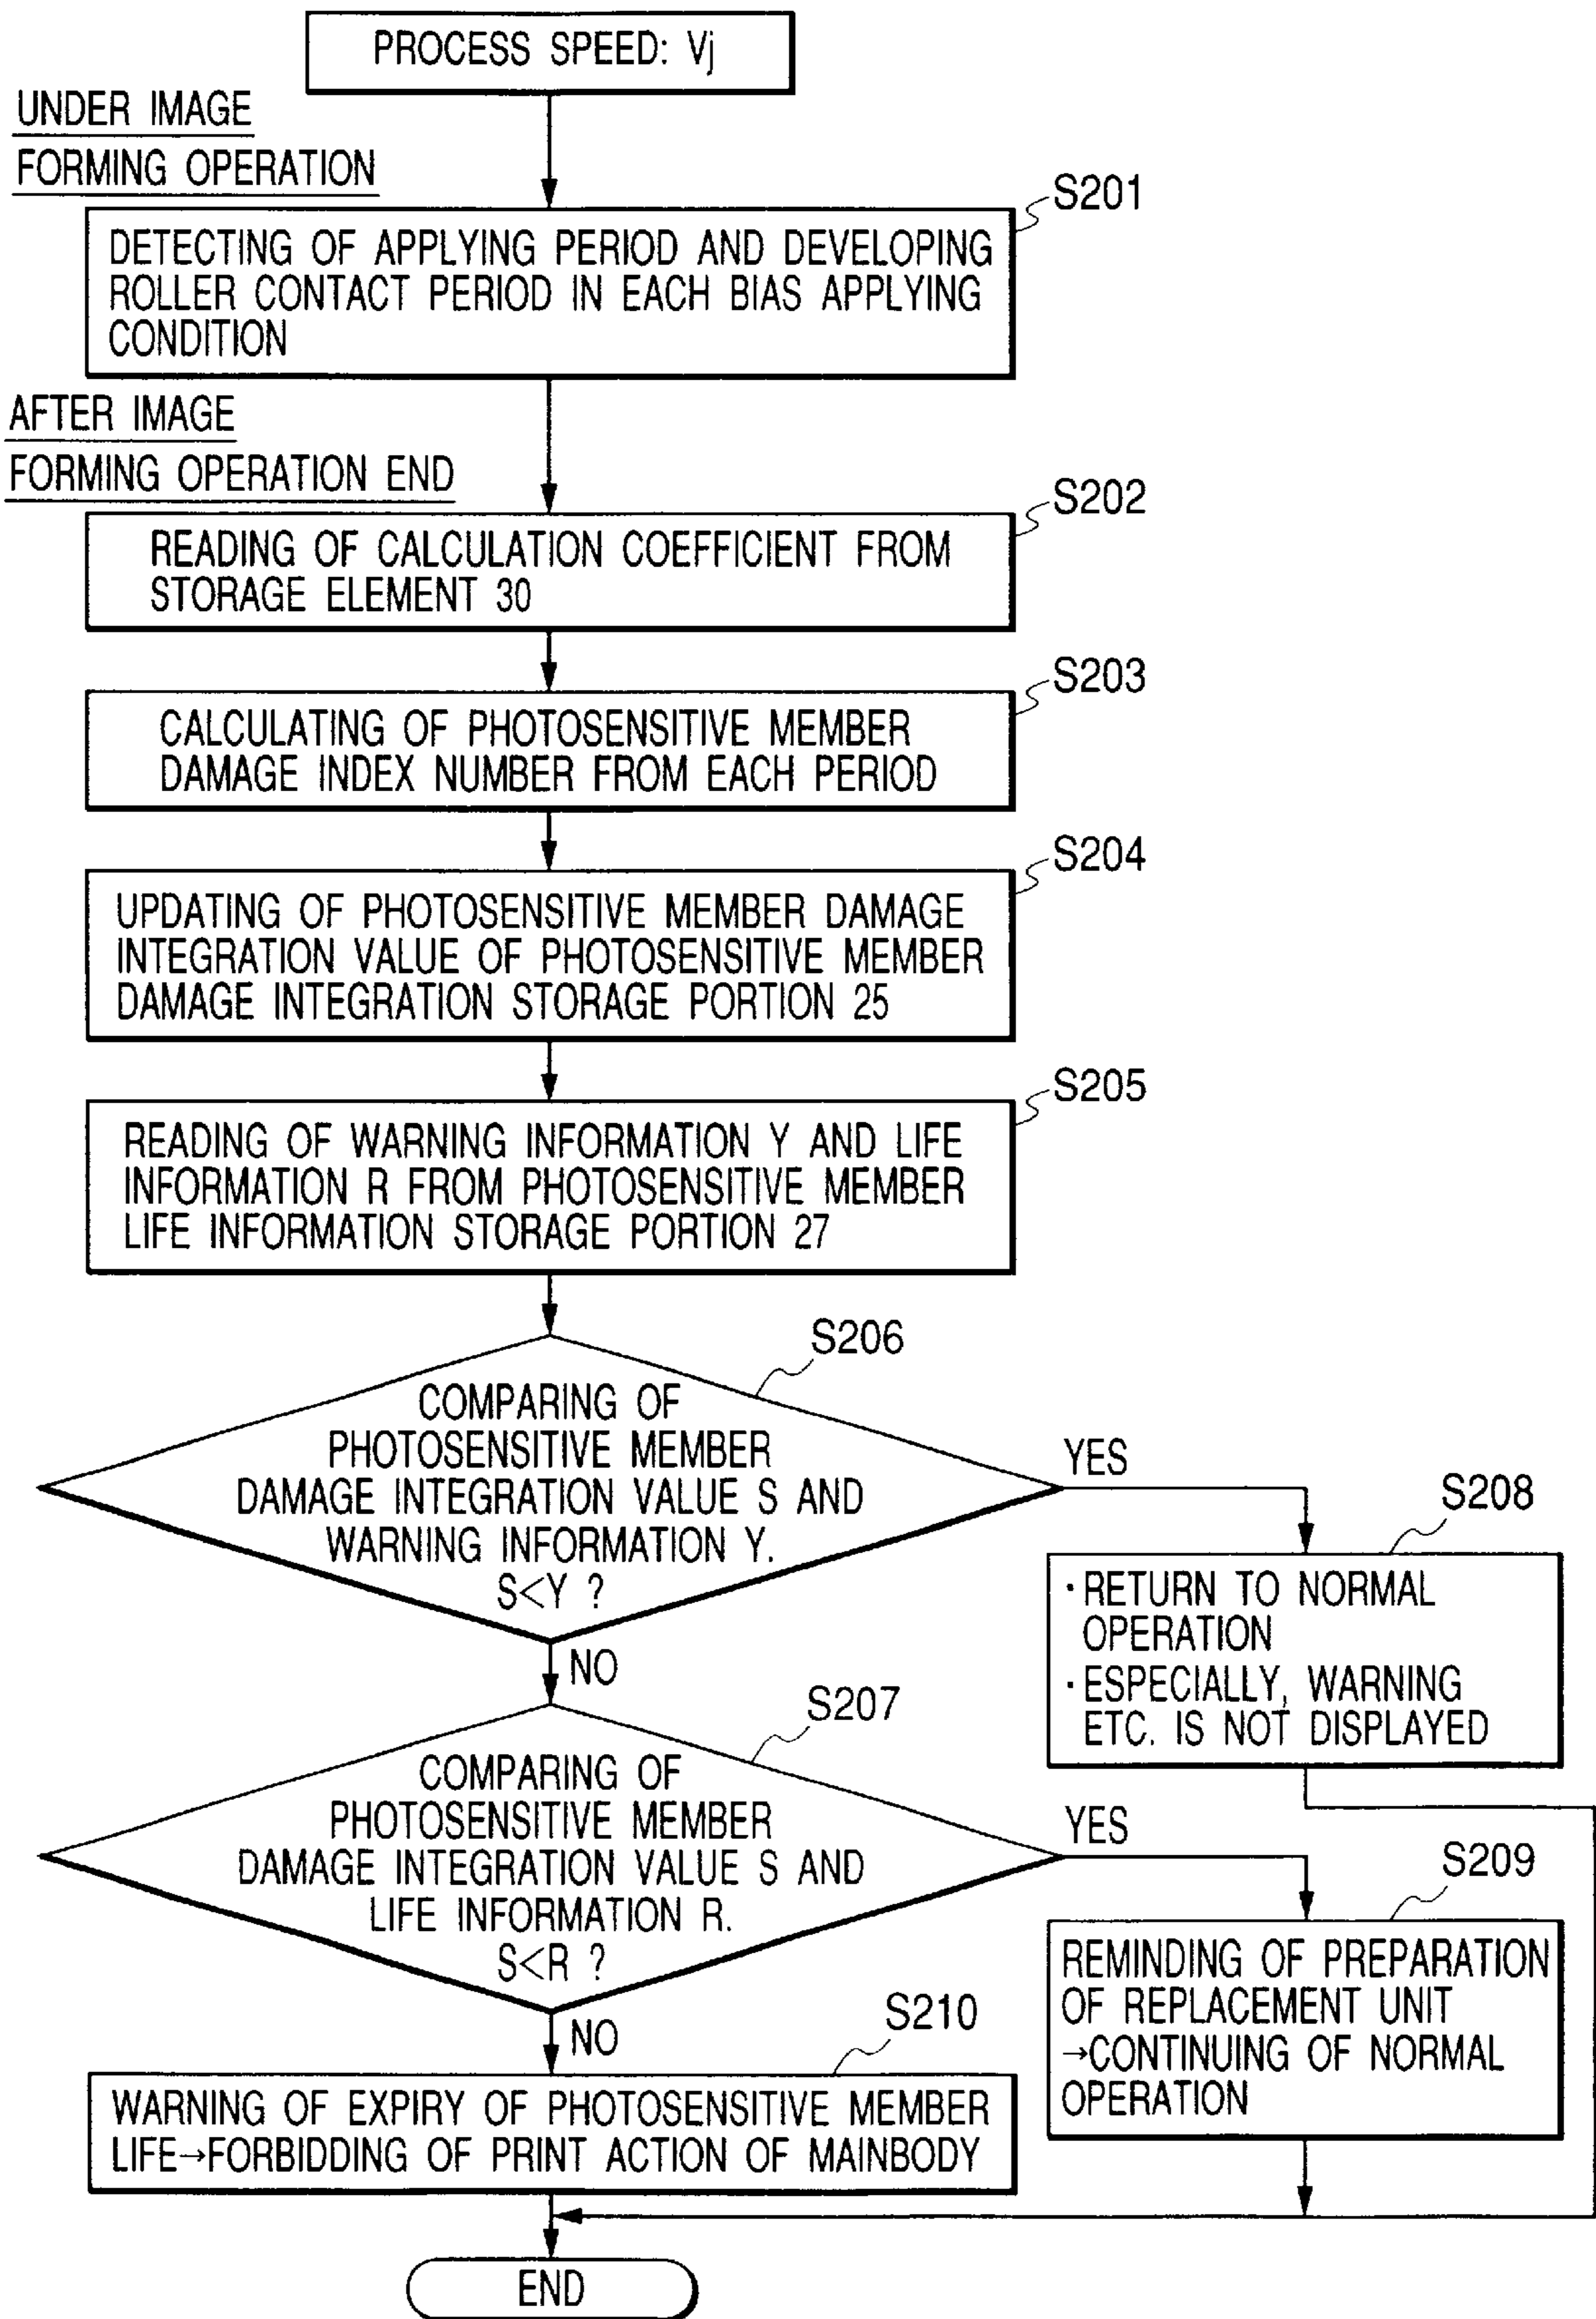 PROCESS SPEED: Vj
UNDER IMAGE
FORMING OPERATION
S201
DETECTING OF APPLYING PERIOD AND DEVELOPING
ROLLER CONTACT PERIOD IN EACH BIAS APPLYING
CONDITION
AFTER IMAGE
FORMING OPERATION END
S202
READING OF CALCULATION COEFFICIENT FROM
STORAGE ELEMENT 30
S203
CALCULATING OF PHOTOSENSITIVE MEMBER
DAMAGE INDEX NUMBER FROM EACH PERIOD
S204
UPDATING OF PHOTOSENSITIVE MEMBER DAMAGE
INTEGRATION VALUE OF PHOTOSENSITIVE MEMBER
DAMAGE INTEGRATION STORAGE PORTION 25
S205
READING OF WARNING INFORMATION Y AND LIFE
INFORMATION R FROM PHOTOSENSITIVE MEMBER
LIFE INFORMATION STORAGE PORTION 27
S206
COMPARING OF
PHOTOSENSITIVE MEMBER
DAMAGE INTEGRATION VALUE S AND
WARNING INFORMATION Y.
S<Y ?
YES
NO
S208
· RETURN TO NORMAL
OPERATION
· ESPECIALLY, WARNING
ETC. IS NOT DISPLAYED
S207
COMPARING OF
PHOTOSENSITIVE MEMBER
DAMAGE INTEGRATION VALUE S AND
LIFE INFORMATION R.
S<R ?
YES
NO
S209
REMINDING OF PREPARATION
OF REPLACEMENT UNIT
→CONTINUING OF NORMAL
OPERATION
S210
WARNING OF EXPIRY OF PHOTOSENSITIVE MEMBER
LIFE→FORBIDDING OF PRINT ACTION OF MAINBODY
END